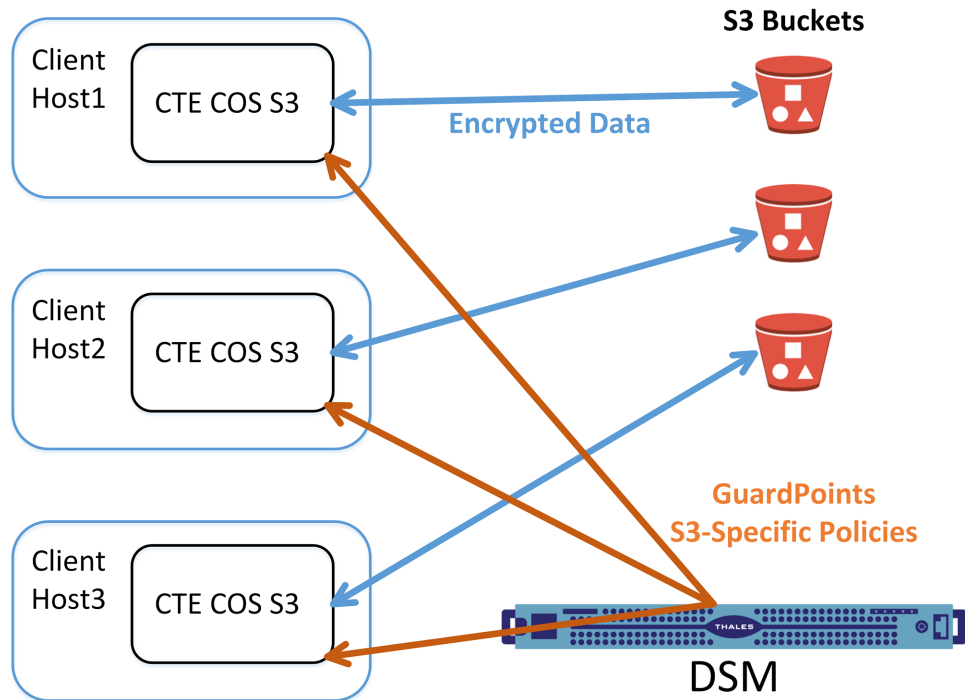 S3 Buckets
Client
Host1
CTE COS S3
Encrypted Data
Client
Host2
CTE COS S3
GuardPoints
S3-Specific Policies
Client
Host3
CTE COS S3
THALES
DSM